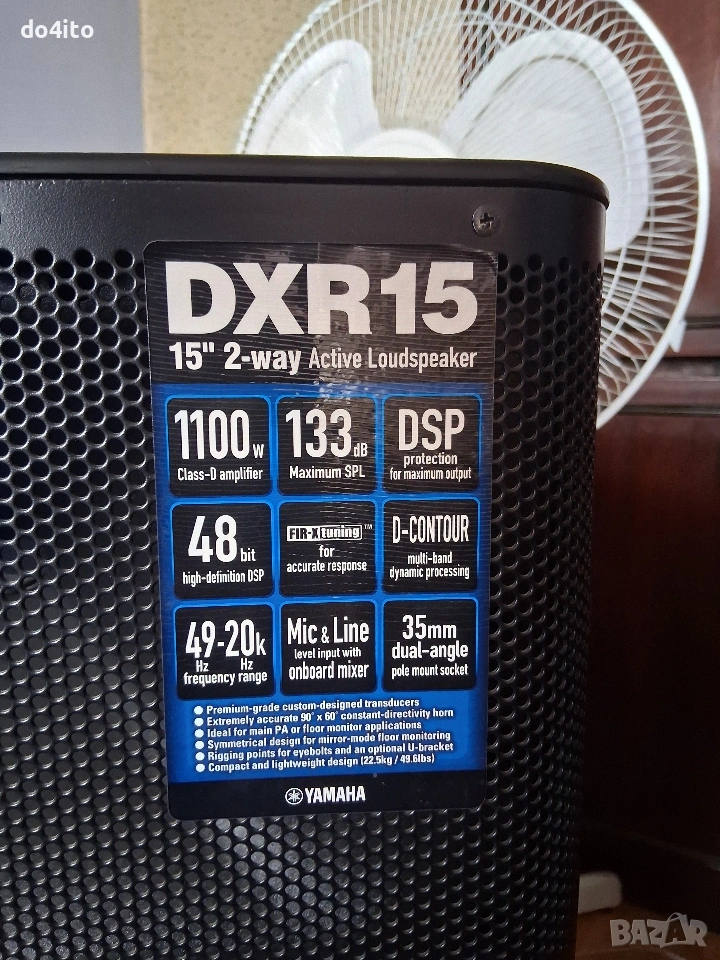 do4ito
DXR15
15" 2-way Active Loudspeaker
1100 W
Class-D amplifier
133 dB
Maximum SPL
DSP
protection
for maximum output
48 bit
high-definition DSP
FIR-X tuning™
for
accurate response
D-CONTOUR
multi-band
dynamic processing
49-20k
Hz Hz
frequency range
Mic & Line
level input with
onboard mixer
35mm
dual-angle
pole mount socket
● Premium-grade custom-designed transducers
● Extremely accurate 90° x 60° constant-directivity horn
● Ideal for main PA or floor monitor applications
● Symmetrical design for mirror-mode floor monitoring
● Rigging points for eyebolts and an optional U-bracket
● Compact and lightweight design (22.5kg / 49.6lbs)
YAMAHA
BAZAR